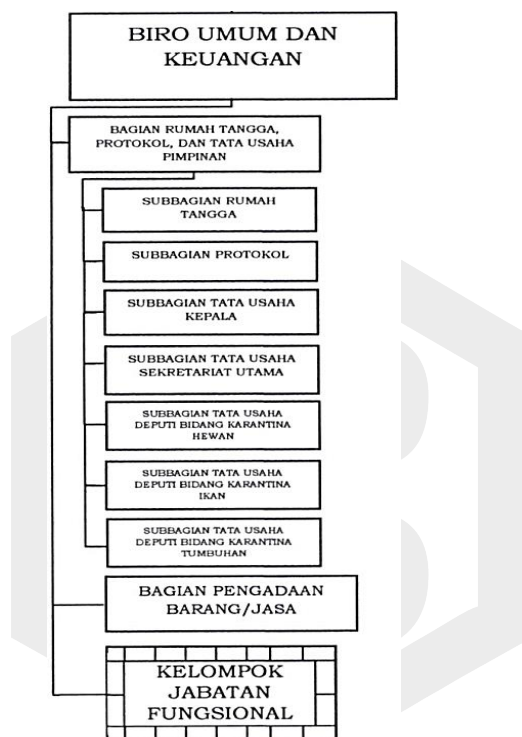 BIRO UMUM DAN
KEUANGAN
BAGIAN RUMAH TANGGA,
PROTOKOL, DAN TATA USAHA
PIMPINAN
SUBBAGIAN RUMAH
TANGGA
SUBBAGIAN PROTOKOL
SUBBAGIAN TATA USAHA
KEPALA
SUBBAGIAN TATA USAHA
SEKRETARIAT UTAMA
SUBBAGIAN TATA USAHA
DEPUTI BIDANG KARANTINA
HEWAN
SUBBAGIAN TATA USAHA
DEPUTI BIDANG KARANTINA
IKAN
SUBBAGIAN TATA USAHA
DEPUTI BIDANG KARANTINA
TUMBUHAN
BAGIAN PENGADAAN
BARANG/JASA
KELOMPOK
JABATAN
FUNGSIONAL